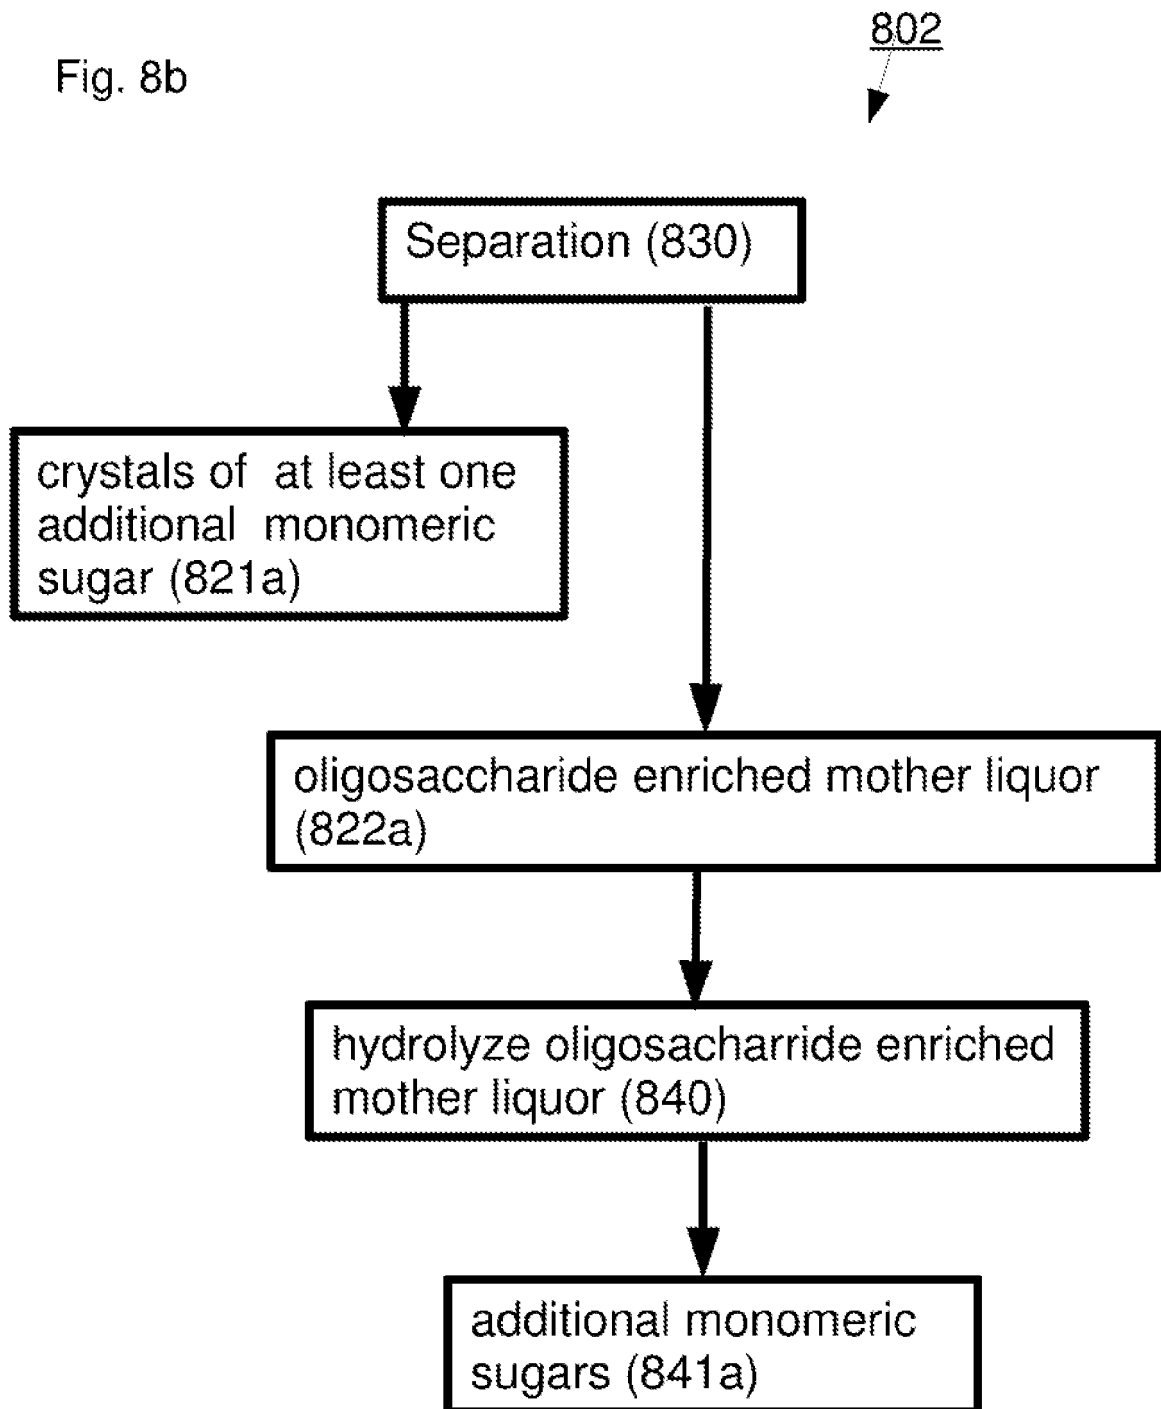 802
Fig. 8b
Separation (830)
crystals of at least one
additional monomeric
sugar (821a)
oligosaccharide enriched mother liquor
(822a)
hydrolyze oligosacharride enriched
mother liquor (840)
additional monomeric
sugars (841a)